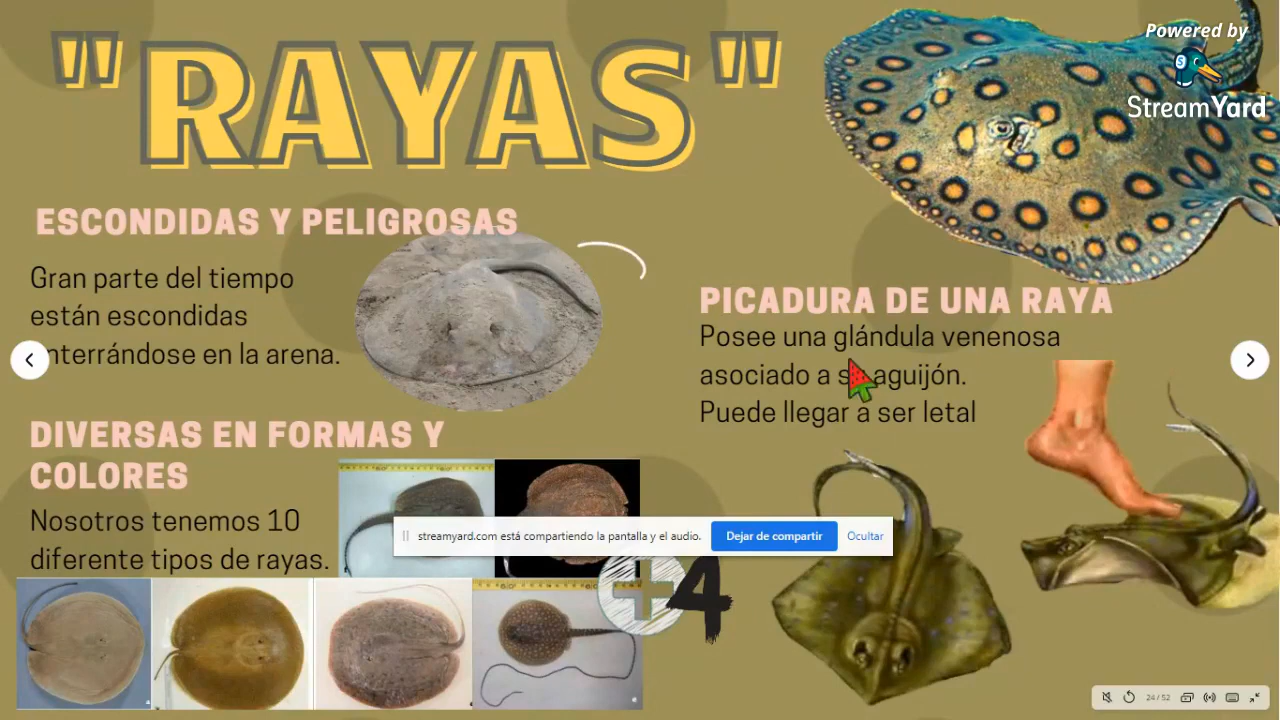 "RAYAS"
Powered by
StreamYard
ESCONDIDAS Y PELIGROSAS
Gran parte del tiempo
están escondidas
nterrándose en la arena.
PICADURA DE UNA RAYA
Posee una glándula venenosa
asociado a su aguijón.
Puede llegar a ser letal
DIVERSAS EN FORMAS Y
COLORES
Nosotros tenemos 10
diferente tipos de rayas.
streamyard.com está compartiendo la pantalla y el audio.
Dejar de compartir
Ocultar
+4
24 / 52